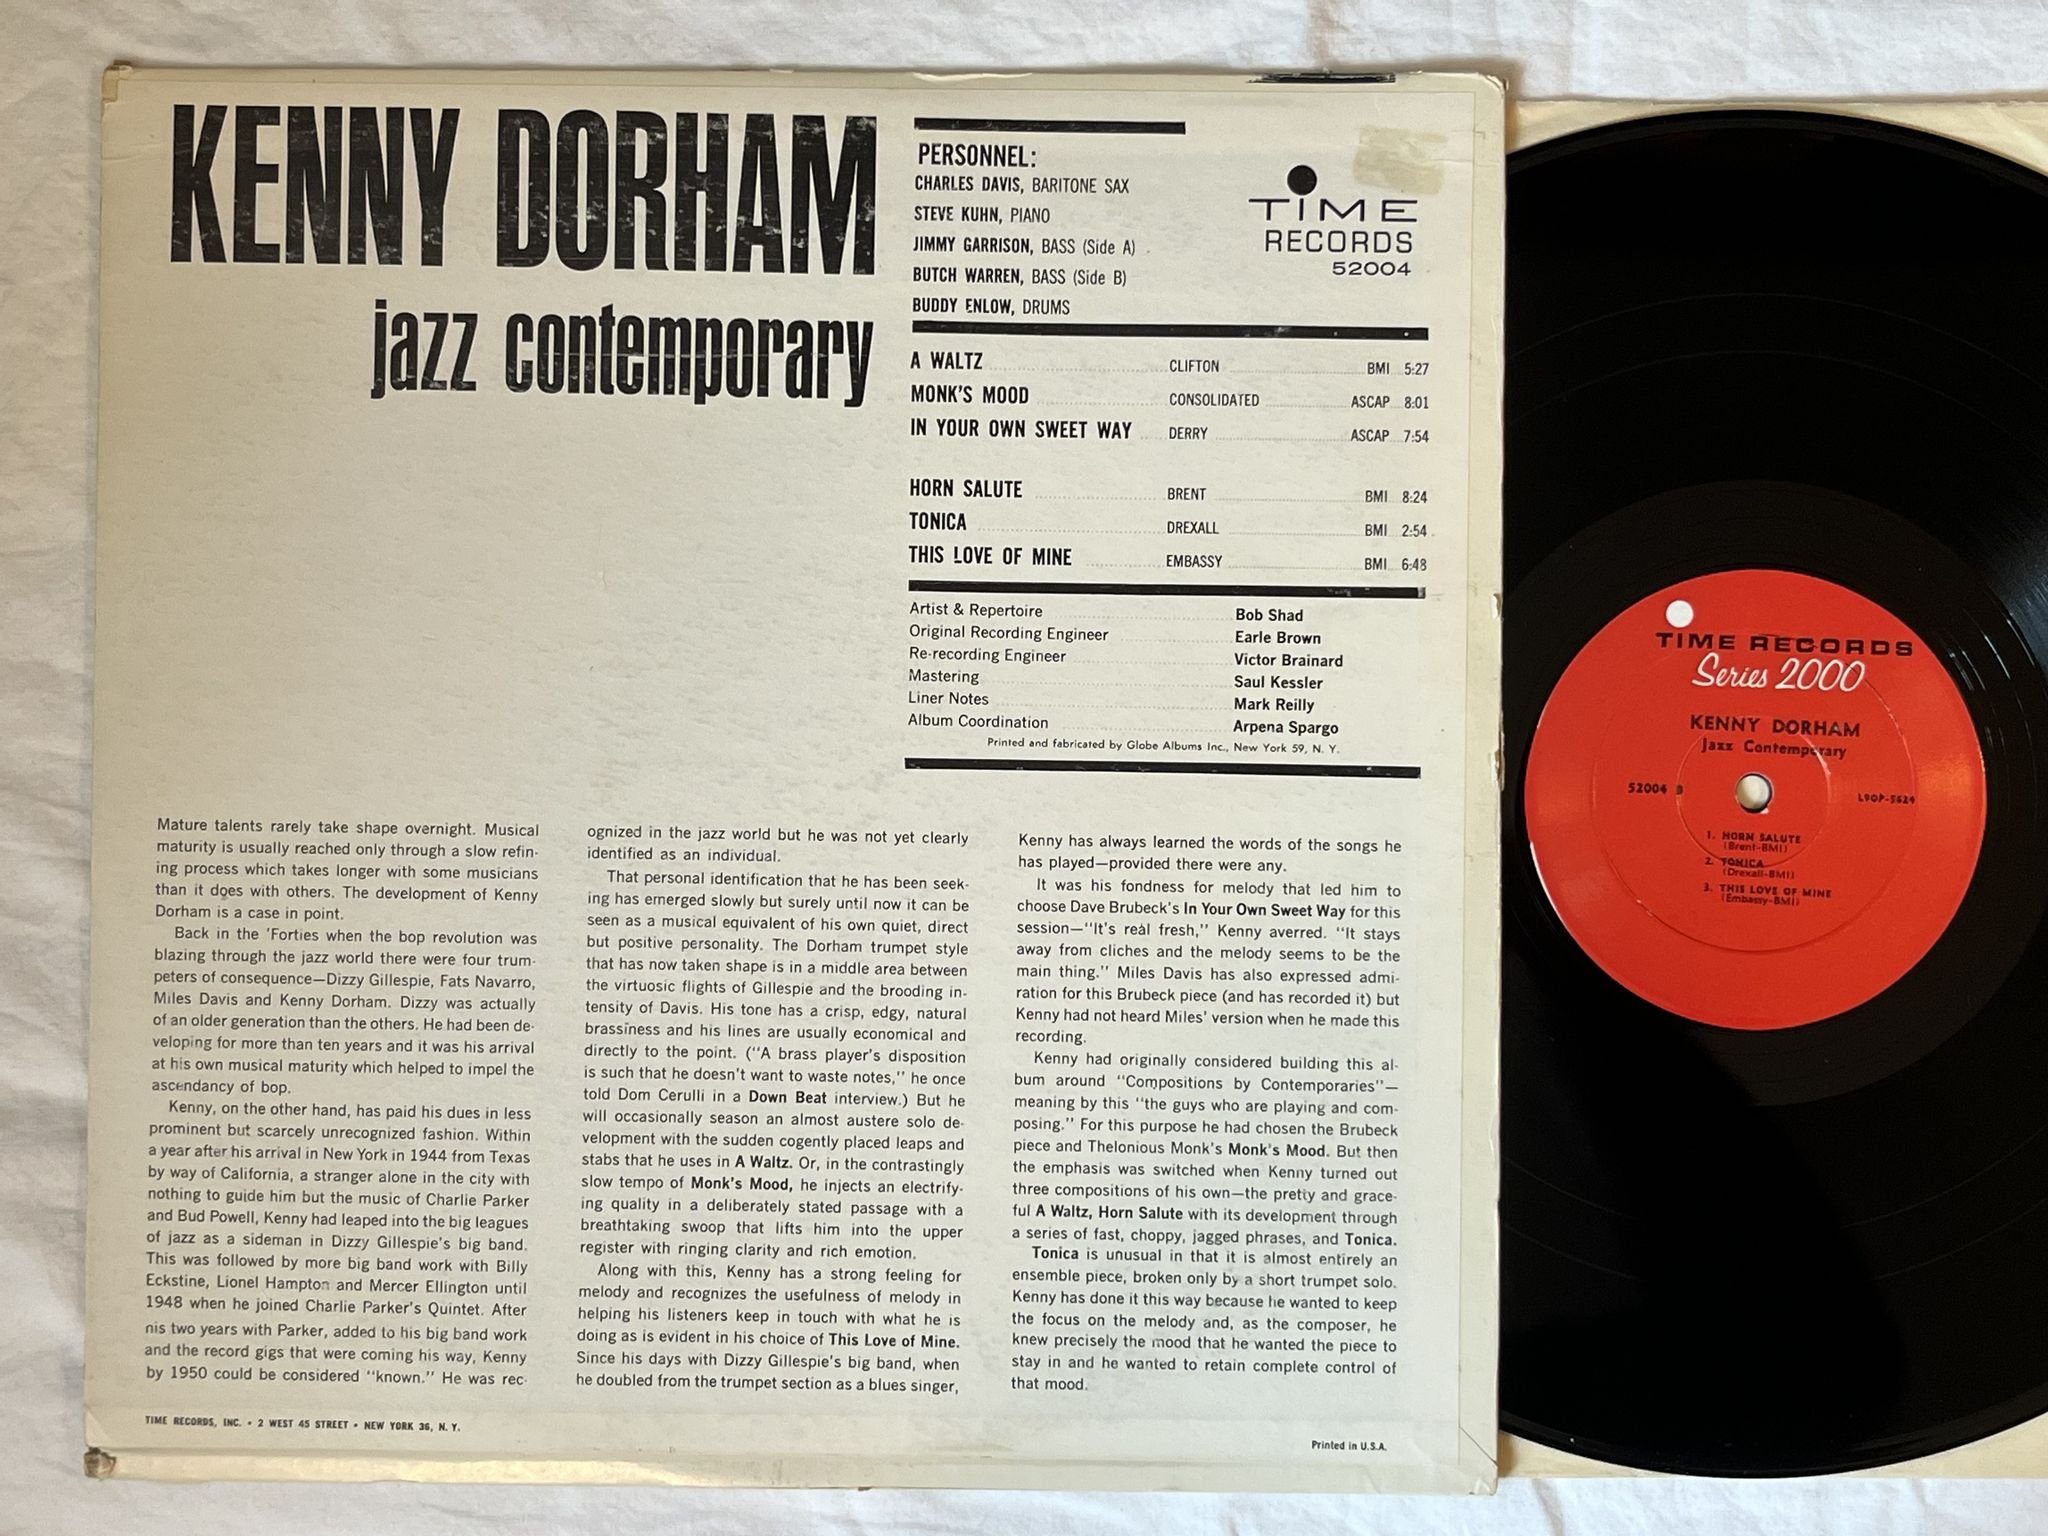 KENNY DORHAM
jazz contemporary
PERSONNEL:
CHARLES DAVIS, BARITONE SAX
STEVE KUHN, PIANO
JIMMY GARRISON, BASS (Side A)
BUTCH WARREN, BASS (Side B)
BUDDY ENLOW, DRUMS
TIME
RECORDS
52004
A WALTZ CLIFTON BMI 5:27
MONK'S MOOD CONSOLIDATED ASCAP 8:01
IN YOUR OWN SWEET WAY DERRY ASCAP 7:54
HORN SALUTE BRENT BMI 8:24
TONICA DREXALL BMI 2:54
THIS LOVE OF MINE EMBASSY BMI 6:48
Artist & Repertoire Bob Shad
Original Recording Engineer Earle Brown
Re-recording Engineer Victor Brainard
Mastering Saul Kessler
Liner Notes Mark Reilly
Album Coordination Arpena Spargo
Printed and fabricated by Globe Albums Inc., New York 59, N. Y.
Mature talents rarely take shape overnight. Musical
maturity is usually reached only through a slow refin-
ing process which takes longer with some musicians
than it does with others. The development of Kenny
Dorham is a case in point.
Back in the 'Forties when the bop revolution was
blazing through the jazz world there were four trum-
peters of consequence—Dizzy Gillespie, Fats Navarro,
Miles Davis and Kenny Dorham. Dizzy was actually
of an older generation than the others. He had been de-
veloping for more than ten years and it was his arrival
at his own musical maturity which helped to impel the
ascendancy of bop.
Kenny, on the other hand, has paid his dues in less
prominent but scarcely unrecognized fashion. Within
a year after his arrival in New York in 1944 from Texas
by way of California, a stranger alone in the city with
nothing to guide him but the music of Charlie Parker
and Bud Powell, Kenny had leaped into the big leagues
of jazz as a sideman in Dizzy Gillespie's big band.
This was followed by more big band work with Billy
Eckstine, Lionel Hampton and Mercer Ellington until
1948 when he joined Charlie Parker's Quintet. After
his two years with Parker, added to his big band work
and the record gigs that were coming his way, Kenny
by 1950 could be considered "known." He was rec-
ognized in the jazz world but he was not yet clearly
identified as an individual.
That personal identification that he has been seek-
ing has emerged slowly but surely until now it can be
seen as a musical equivalent of his own quiet, direct
but positive personality. The Dorham trumpet style
that has now taken shape is in a middle area between
the virtuosic flights of Gillespie and the brooding in-
tensity of Davis. His tone has a crisp, edgy, natural
brassiness and his lines are usually economical and
directly to the point. ("A brass player's disposition
is such that he doesn't want to waste notes," he once
told Dom Cerulli in a Down Beat interview.) But he
will occasionally season an almost austere solo de-
velopment with the sudden cogently placed leaps and
stabs that he uses in A Waltz. Or, in the contrastingly
slow tempo of Monk's Mood, he injects an electrify-
ing quality in a deliberately stated passage with a
breathtaking swoop that lifts him into the upper
register with ringing clarity and rich emotion.
Along with this, Kenny has a strong feeling for
melody and recognizes the usefulness of melody in
helping his listeners keep in touch with what he is
doing as is evident in his choice of This Love of Mine.
Since his days with Dizzy Gillespie's big band, when
he doubled from the trumpet section as a blues singer,
Kenny has always learned the words of the songs he
has played—provided there were any.
It was his fondness for melody that led him to
choose Dave Brubeck's In Your Own Sweet Way for this
session—"It's real fresh," Kenny averred. "It stays
away from cliches and the melody seems to be the
main thing." Miles Davis has also expressed admi-
ration for this Brubeck piece (and has recorded it) but
Kenny had not heard Miles' version when he made this
recording.
Kenny had originally considered building this al-
bum around "Compositions by Contemporaries"—
meaning by this "the guys who are playing and com-
posing." For this purpose he had chosen the Brubeck
piece and Thelonious Monk's Monk's Mood. But then
the emphasis was switched when Kenny turned out
three compositions of his own—the pretty and grace-
ful A Waltz, Horn Salute with its development through
a series of fast, choppy, jagged phrases, and Tonica.
Tonica is unusual in that it is almost entirely an
ensemble piece, broken only by a short trumpet solo.
Kenny has done it this way because he wanted to keep
the focus on the melody and, as the composer, he
knew precisely the mood that he wanted the piece to
stay in and he wanted to retain complete control of
that mood.
TIME RECORDS, INC. • 2 WEST 45 STREET • NEW YORK 36, N. Y.
Printed in U.S.A.
TIME RECORDS
Series 2000
KENNY DORHAM
Jazz Contemporary
52004 B
L90P-5624
1. HORN SALUTE
(Brent-BMI)
2. TONICA
(Drexall-BMI)
3. THIS LOVE OF MINE
(Embassy-BMI)